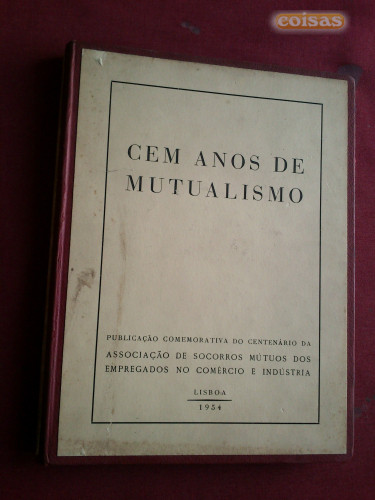 coisas
CEM ANOS DE
MUTUALISMO
PUBLICAÇÃO COMEMORATIVA DO CENTENÁRIO DA
ASSOCIAÇÃO DE SOCORROS MÚTUOS DOS
EMPREGADOS NO COMÉRCIO E INDÚSTRIA
LISBOA
1954